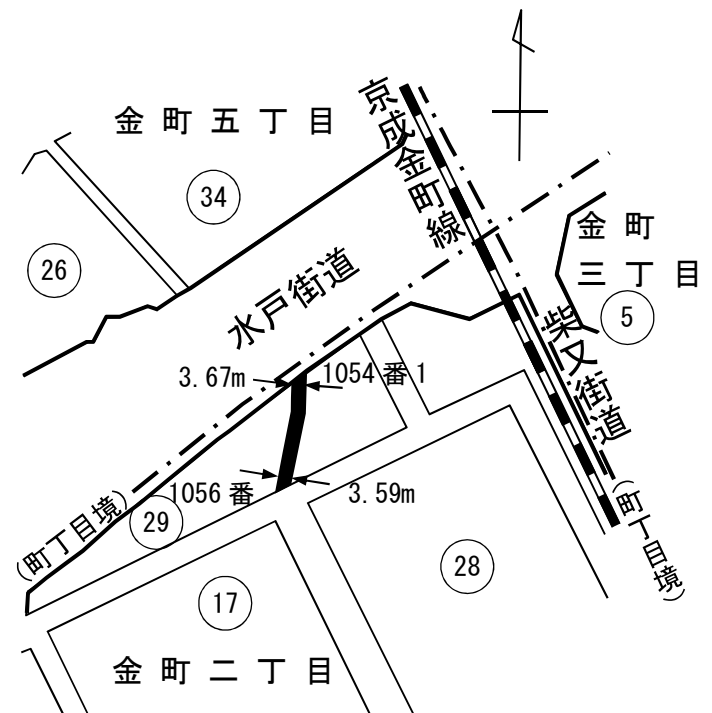 金町五丁目
京成金町線
34
金町
三丁目
26
5
水戸街道
柴又街道
3.67m
1054番1
1056番
3.59m
29
(町丁目境)
(町丁目境)
28
17
金町二丁目